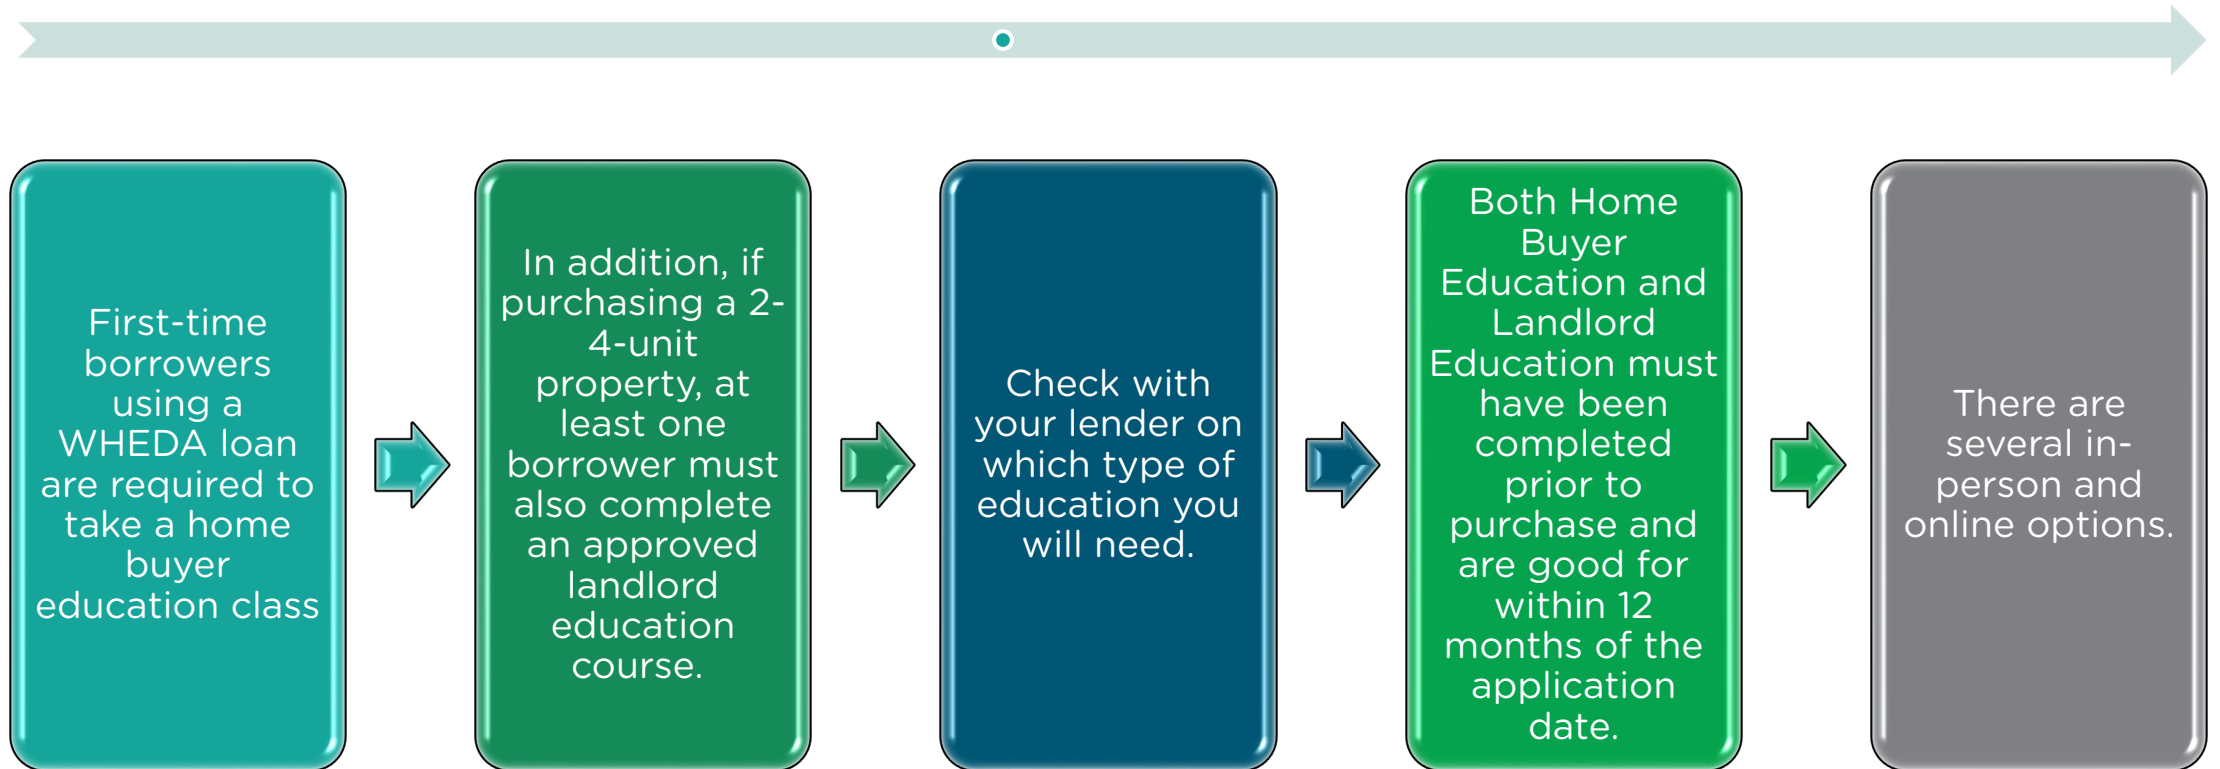 First-time
borrowers
using a
WHEDA loan
are required to
take a home
buyer
education class
In addition, if
purchasing a 2-
4-unit
property, at
least one
borrower must
also complete
an approved
landlord
education
course.
Check with
your lender on
which type of
education you
will need.
Both Home
Buyer
Education and
Landlord
Education must
have been
completed
prior to
purchase and
are good for
within 12
months of the
application
date.
There are
several in-
person and
online options.